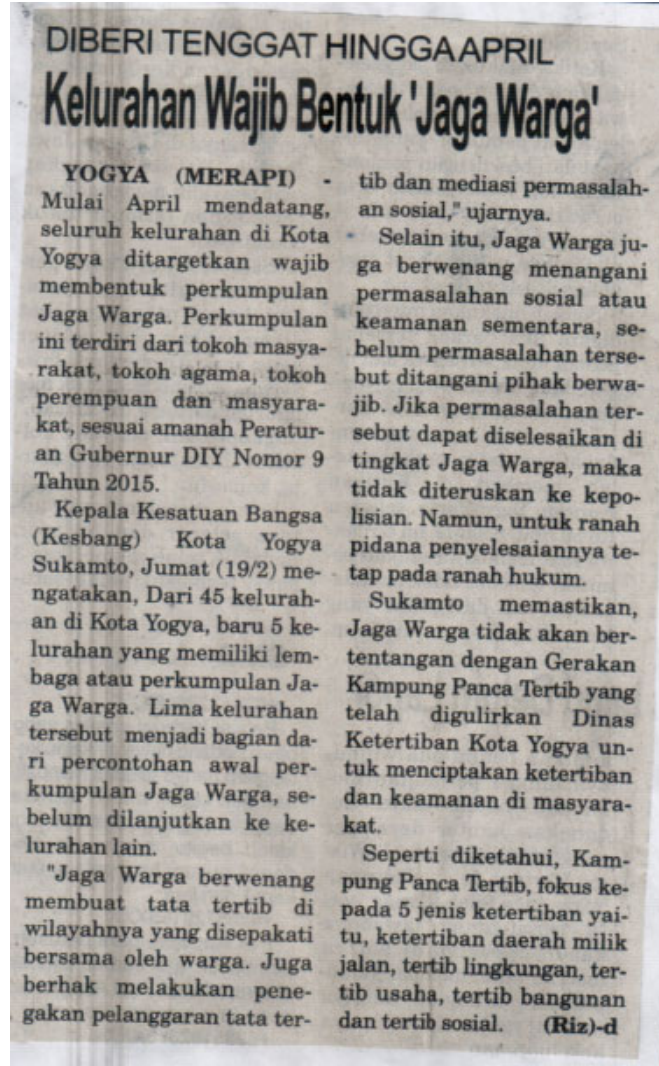 DIBERI TENGGAT HINGGA APRIL
Kelurahan Wajib Bentuk 'Jaga Warga'
YOGYA (MERAPI) -
Mulai April mendatang,
seluruh kelurahan di Kota
Yogya ditargetkan wajib
membentuk perkumpulan
Jaga Warga. Perkumpulan
ini terdiri dari tokoh masya-
rakat, tokoh agama, tokoh
perempuan dan masyara-
kat, sesuai amanah Peratur-
an Gubernur DIY Nomor 9
Tahun 2015.
Kepala Kesatuan Bangsa
(Kesbang) Kota Yogya
Sukamto, Jumat (19/2) me-
ngatakan, Dari 45 kelurah-
an di Kota Yogya, baru 5 ke-
lurahan yang memiliki lem-
baga atau perkumpulan Ja-
ga Warga. Lima kelurahan
tersebut menjadi bagian da-
ri percontohan awal per-
kumpulan Jaga Warga, se-
belum dilanjutkan ke ke-
lurahan lain.
"Jaga Warga berwenang
membuat tata tertib di
wilayahnya yang disepakati
bersama oleh warga. Juga
berhak melakukan pene-
gakan pelanggaran tata ter-
tib dan mediasi permasalah-
an sosial," ujarnya.
Selain itu, Jaga Warga ju-
ga berwenang menangani
permasalahan sosial atau
keamanan sementara, se-
belum permasalahan terse-
but ditangani pihak berwa-
jib. Jika permasalahan ter-
sebut dapat diselesaikan di
tingkat Jaga Warga, maka
tidak diteruskan ke kepo-
lisian. Namun, untuk ranah
pidana penyelesaiannya te-
tap pada ranah hukum.
Sukamto memastikan,
Jaga Warga tidak akan ber-
tentangan dengan Gerakan
Kampung Panca Tertib yang
telah digulirkan Dinas
Ketertiban Kota Yogya un-
tuk menciptakan ketertiban
dan keamanan di masyara-
kat.
Seperti diketahui, Kam-
pung Panca Tertib, fokus ke-
pada 5 jenis ketertiban yai-
tu, ketertiban daerah milik
jalan, tertib lingkungan, ter-
tib usaha, tertib bangunan
dan tertib sosial. (Riz)-d